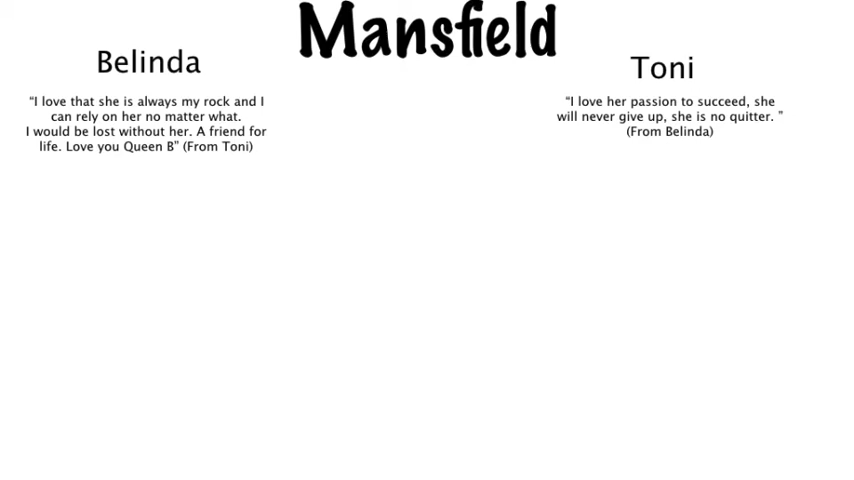 Mansfield
Belinda
“I love that she is always my rock and I
can rely on her no matter what.
I would be lost without her. A friend for
life. Love you Queen B” (From Toni)
Toni
“I love her passion to succeed, she
will never give up, she is no quitter. ”
(From Belinda)